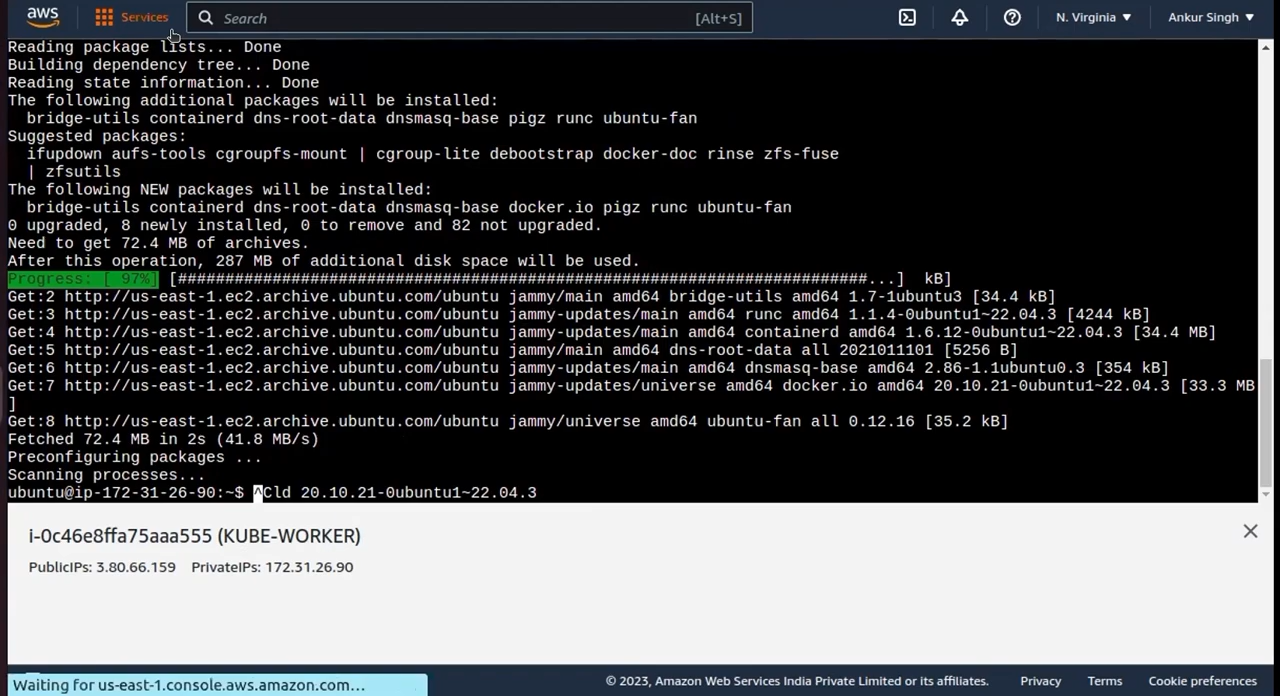 aws
Services
Search
[Alt+S]
N. Virginia ▼
Ankur Singh ▼
Reading package lists... Done
Building dependency tree... Done
Reading state information... Done
The following additional packages will be installed:
bridge-utils containerd dns-root-data dnsmasq-base pigz runc ubuntu-fan
Suggested packages:
ifupdown aufs-tools cgroupfs-mount | cgroup-lite debootstrap docker-doc rinse zfs-fuse
| zfsutils
The following NEW packages will be installed:
bridge-utils containerd dns-root-data dnsmasq-base docker.io pigz runc ubuntu-fan
0 upgraded, 8 newly installed, 0 to remove and 82 not upgraded.
Need to get 72.4 MB of archives.
After this operation, 287 MB of additional disk space will be used.
Progress: [ 97%] [##########################################################################...] kB]
Get:2 http://us-east-1.ec2.archive.ubuntu.com/ubuntu jammy/main amd64 bridge-utils amd64 1.7-1ubuntu3 [34.4 kB]
Get:3 http://us-east-1.ec2.archive.ubuntu.com/ubuntu jammy-updates/main amd64 runc amd64 1.1.4-0ubuntu1~22.04.3 [4244 kB]
Get:4 http://us-east-1.ec2.archive.ubuntu.com/ubuntu jammy-updates/main amd64 containerd amd64 1.6.12-0ubuntu1~22.04.3 [34.4 MB]
Get:5 http://us-east-1.ec2.archive.ubuntu.com/ubuntu jammy/main amd64 dns-root-data all 2021011101 [5256 B]
Get:6 http://us-east-1.ec2.archive.ubuntu.com/ubuntu jammy-updates/main amd64 dnsmasq-base amd64 2.86-1.1ubuntu0.3 [354 kB]
Get:7 http://us-east-1.ec2.archive.ubuntu.com/ubuntu jammy-updates/universe amd64 docker.io amd64 20.10.21-0ubuntu1~22.04.3 [33.3 MB
]
Get:8 http://us-east-1.ec2.archive.ubuntu.com/ubuntu jammy/universe amd64 ubuntu-fan all 0.12.16 [35.2 kB]
Fetched 72.4 MB in 2s (41.8 MB/s)
Preconfiguring packages ...
Scanning processes...
ubuntu@ip-172-31-26-90:~$ ^Cld 20.10.21-0ubuntu1~22.04.3
i-0c46e8ffa75aaa555 (KUBE-WORKER)
PublicIPs: 3.80.66.159 PrivateIPs: 172.31.26.90
Waiting for us-east-1.console.aws.amazon.com...
© 2023, Amazon Web Services India Private Limited or its affiliates.
Privacy
Terms
Cookie preferences